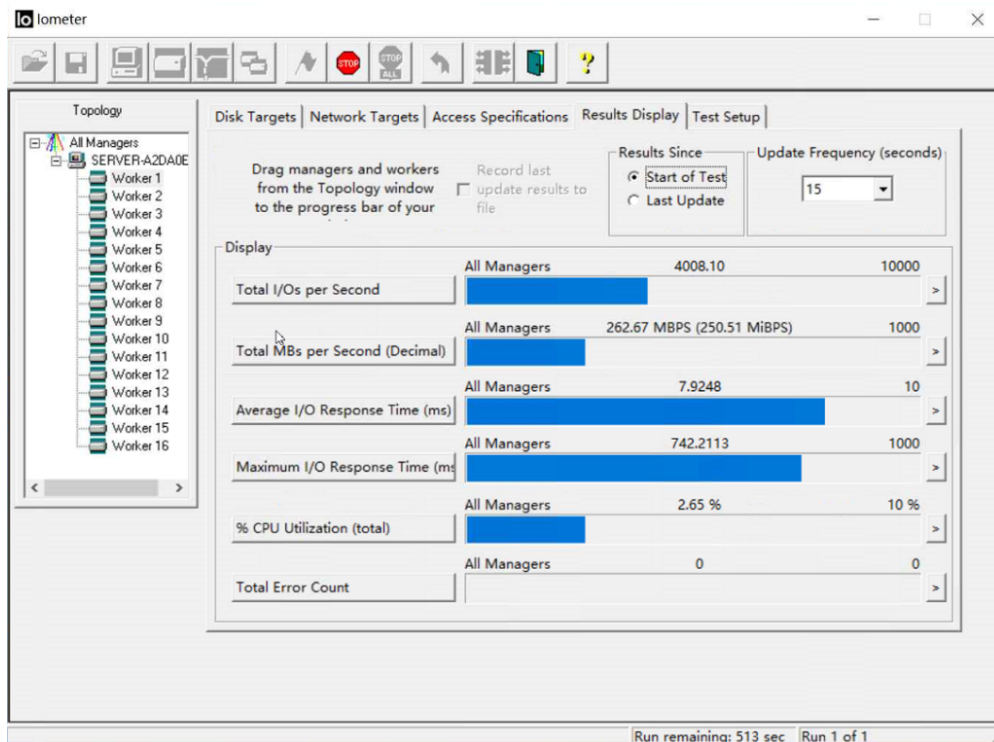 Iometer
STOP
STOP
ALL
?
Topology
All Managers
SERVER-A2DA0E
Worker 1
Worker 2
Worker 3
Worker 4
Worker 5
Worker 6
Worker 7
Worker 8
Worker 9
Worker 10
Worker 11
Worker 12
Worker 13
Worker 14
Worker 15
Worker 16
Disk Targets Network Targets Access Specifications Results Display Test Setup
Drag managers and workers
from the Topology window
to the progress bar of your
Record last
update results to
file
Results Since
Start of Test
Last Update
Update Frequency (seconds)
15
Display
All Managers 4008.10 10000
Total I/Os per Second >
All Managers 262.67 MBPS (250.51 MiBPS) 1000
Total MBs per Second (Decimal) >
All Managers 7.9248 10
Average I/O Response Time (ms) >
All Managers 742.2113 1000
Maximum I/O Response Time (ms >
All Managers 2.65 % 10 %
% CPU Utilization (total) >
All Managers 0 0
Total Error Count >
Run remaining: 513 sec Run 1 of 1